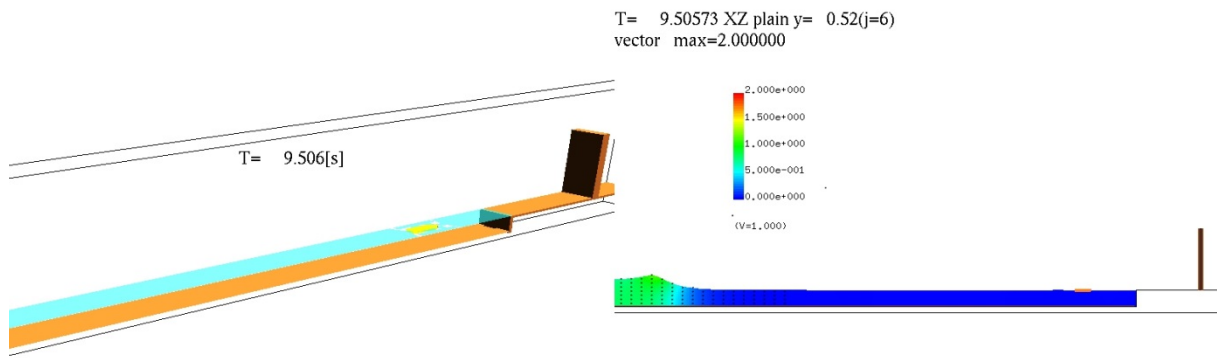 T=    9.506[s]
T=    9.50573 XZ plain y=  0.52(j=6)
vector  max=2.000000
2.000e+000
1.500e+000
1.000e+000
5.000e-001
0.000e+000
(V=1.000)